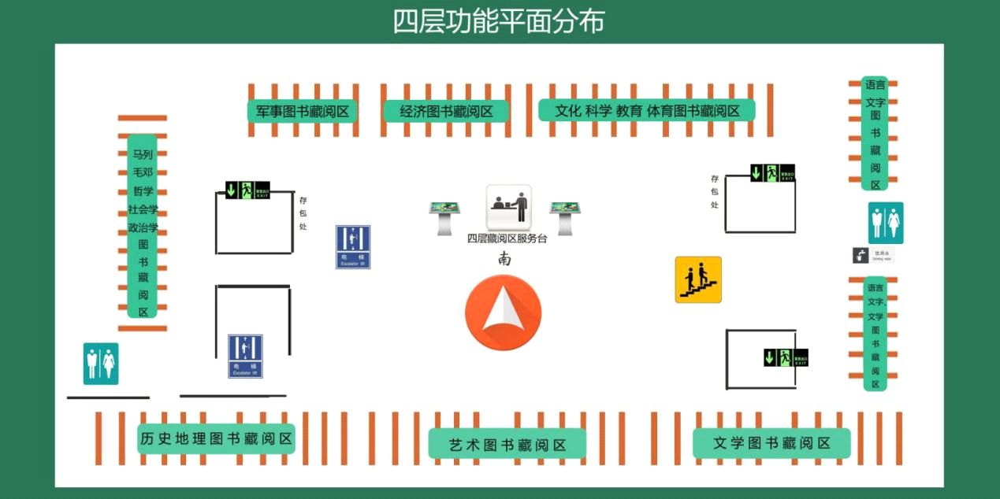 四层功能平面分布
军事图书藏阅区
经济图书藏阅区
文化 科学 教育 体育图书藏阅区
语言
文字
图
书
藏
阅
区
马列
毛邓
哲学
社会学
政治学
图
书
藏
阅
区
EXIT
存
包
处
电 梯
Escalator lift
四层藏阅区服务台
南
存
包
处
EXIT
饮用水
Drinking water
语言
文字、
文学
图
书
藏
阅
区
电 梯
Escalator lift
EXIT
历史地理图书藏阅区
艺术图书藏阅区
文学图书藏阅区